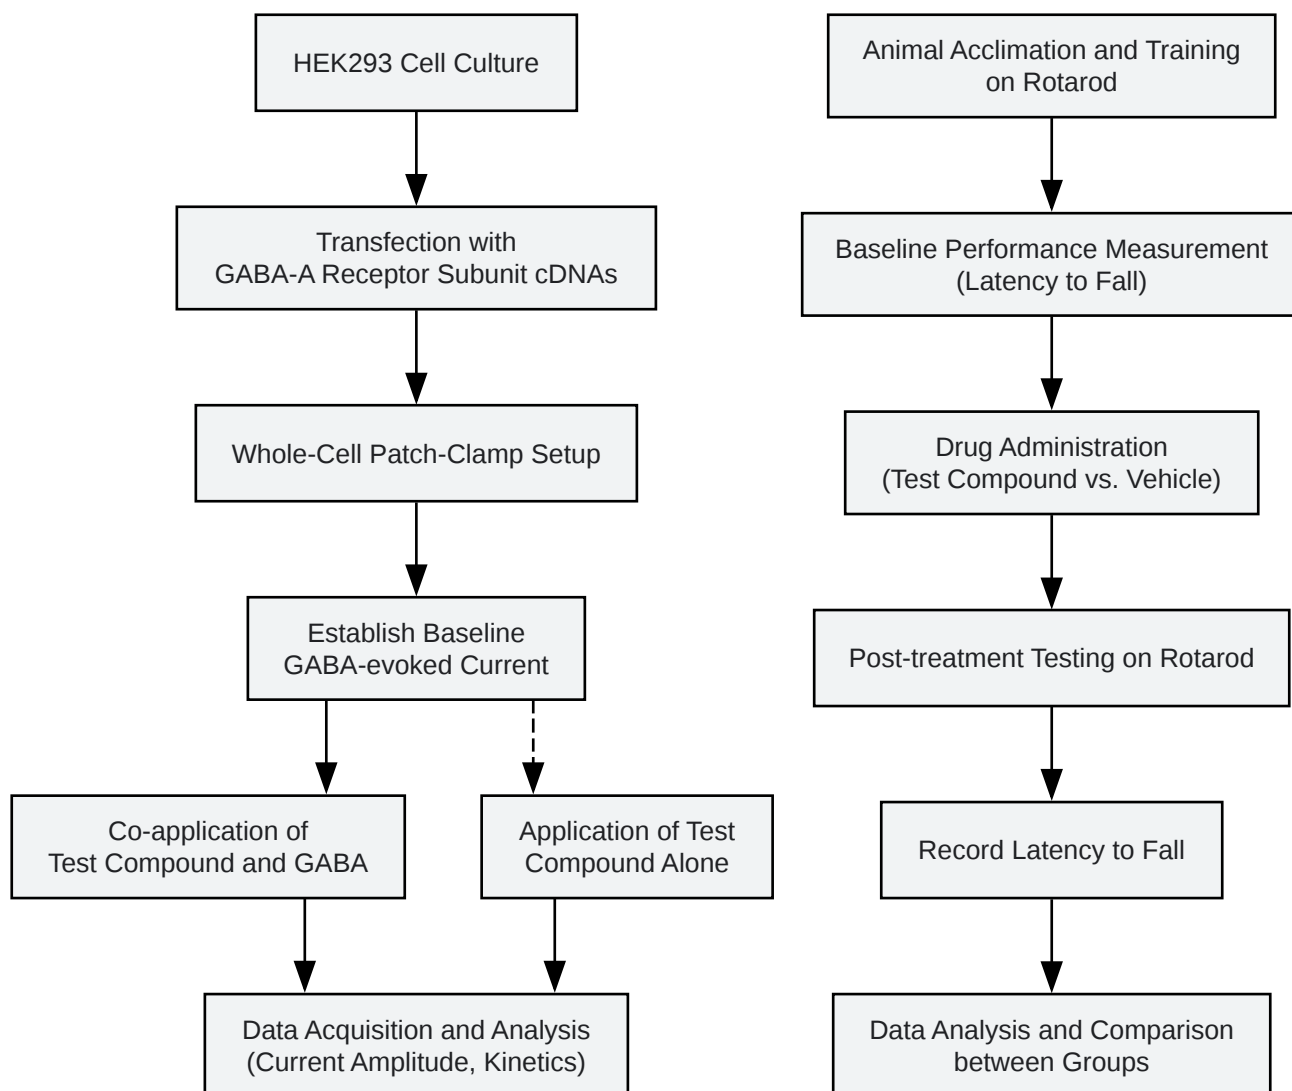 HEK293 Cell Culture
Transfection with
GABA-A Receptor Subunit cDNAs
Whole-Cell Patch-Clamp Setup
Establish Baseline
GABA-evoked Current
Co-application of
Test Compound and GABA
Application of Test
Compound Alone
Data Acquisition and Analysis
(Current Amplitude, Kinetics)
Animal Acclimation and Training
on Rotarod
Baseline Performance Measurement
(Latency to Fall)
Drug Administration
(Test Compound vs. Vehicle)
Post-treatment Testing on Rotarod
Record Latency to Fall
Data Analysis and Comparison
between Groups